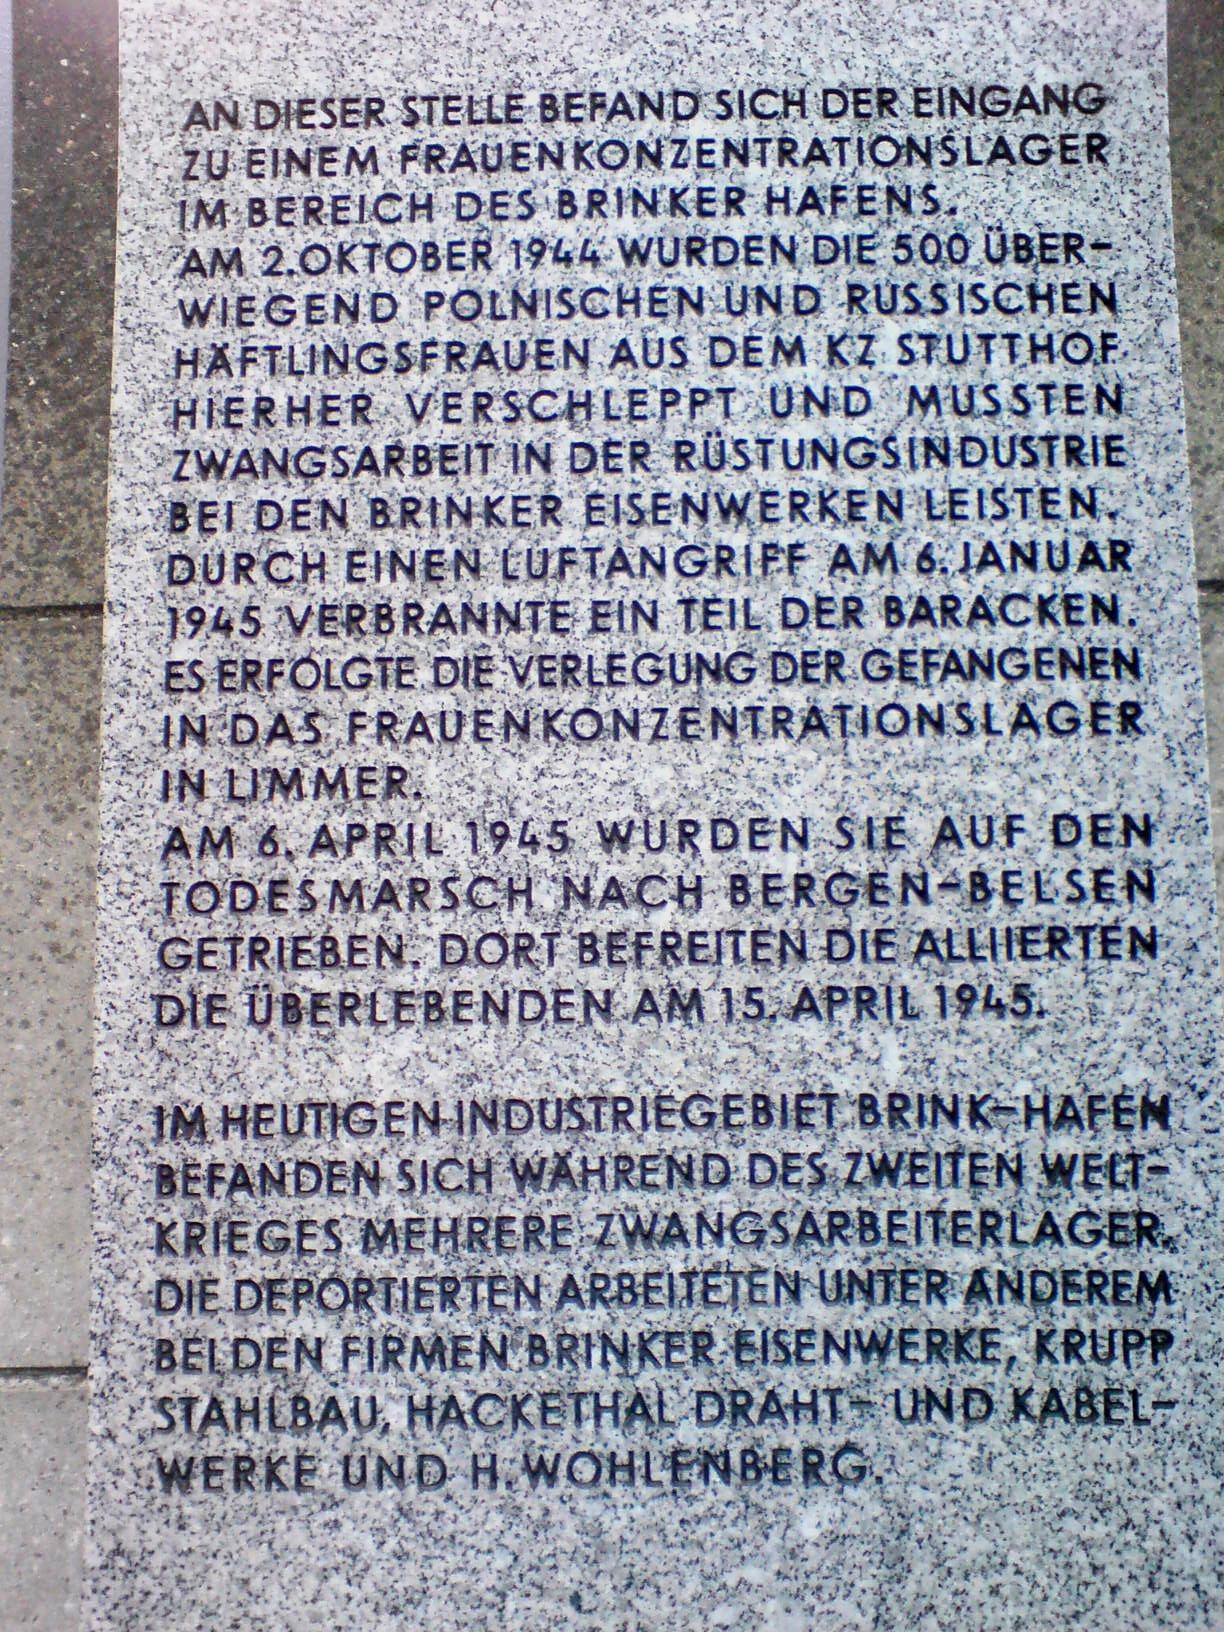 AN DIESER STELLE BEFAND SICH DER EINGANG
ZU EINEM FRAUENKONZENTRATIONSLAGER
IM BEREICH DES BRINKER HAFENS.
AM 2.OKTOBER 1944 WURDEN DIE 500 ÜBER-
WIEGEND POLNISCHEN UND RUSSISCHEN
HÄFTLINGSFRAUEN AUS DEM KZ STUTTHOF
HIERHER VERSCHLEPPT UND MUSSTEN
ZWANGSARBEIT IN DER RÜSTUNGSINDUSTRIE
BEI DEN BRINKER EISENWERKEN LEISTEN.
DURCH EINEN LUFTANGRIFF AM 6. JANUAR
1945 VERBRANNTE EIN TEIL DER BARACKEN.
ES ERFOLGTE DIE VERLEGUNG DER GEFANGENEN
IN DAS FRAUENKONZENTRATIONSLAGER
IN LIMMER.
AM 6. APRIL 1945 WURDEN SIE AUF DEN
TODESMARSCH NACH BERGEN-BELSEN
GETRIEBEN. DORT BEFREITEN DIE ALLIIERTEN
DIE ÜBERLEBENDEN AM 15. APRIL 1945.
IM HEUTIGEN INDUSTRIEGEBIET BRINK-HAFEN
BEFANDEN SICH WÄHREND DES ZWEITEN WELT-
KRIEGES MEHRERE ZWANGSARBEITERLAGER.
DIE DEPORTIERTEN ARBEITETEN UNTER ANDEREM
BEI DEN FIRMEN BRINKER EISENWERKE, KRUPP
STAHLBAU, HACKETHAL DRAHT- UND KABEL-
WERKE UND H. WOHLENBERG.